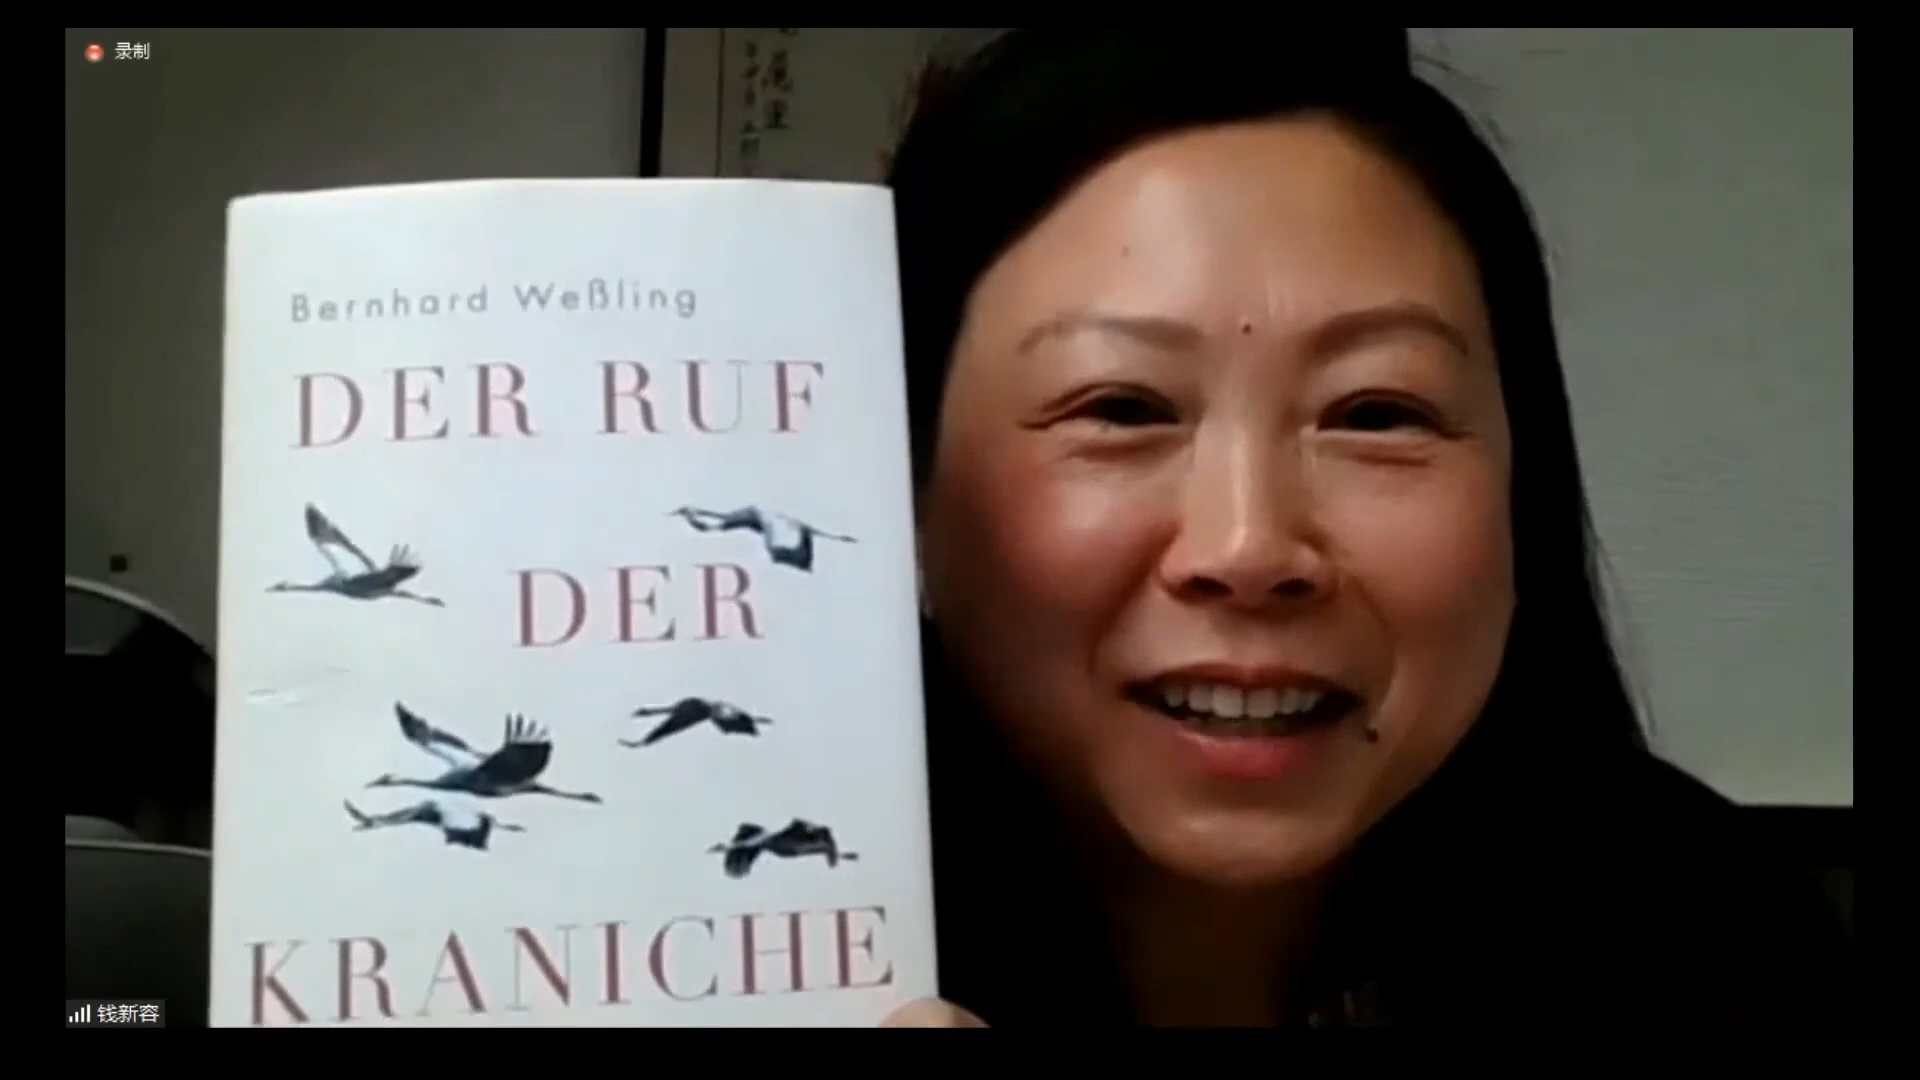 录制
Bernhard Weßling
DER RUF
DER
KRANICHE
钱新容